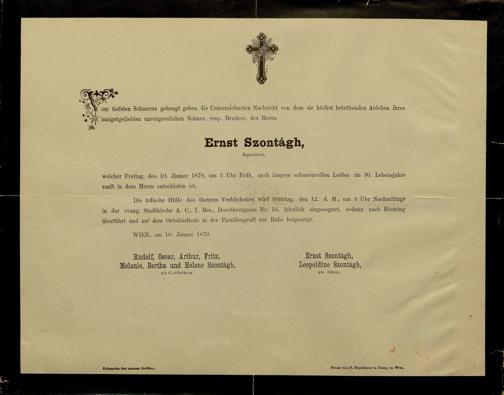 Vom tiefsten Schmerze gebeugt geben die Unterzeichneten Nachricht von dem sie höchst betrübenden Ableben ihres
innigstgeliebten unvergesslichen Sohnes, resp. Bruders, des Herrn
Ernst Szontágh,
Ingenieurs,
welcher Freitag, den 10. Jänner 1879, um 3 Uhr Früh, nach langem schmerzvollen Leiden im 30. Lebensjahre
sanft in dem Herrn entschlafen ist.
Die irdische Hülle des theuren Verblichenen wird Sonntag, den 12. d. M., um 3 Uhr Nachmittags
in der evang. Stadtkirche A. C., I. Bez., Dorotheergasse Nr. 16, feierlich eingesegnet, sodann nach Hietzing
überführt und auf dem Ortsfriedhofe in der Familiengruft zur Ruhe beigesetzt.
WIEN, am 10. Jänner 1879.
Rudolf, Oscar, Arthur, Fritz,
Melanie, Bertha und Helene Szontágh,
als Geschwister.
Ernst Szontágh,
Leopoldine Szontágh,
als Eltern.
Druck von
in Wien.